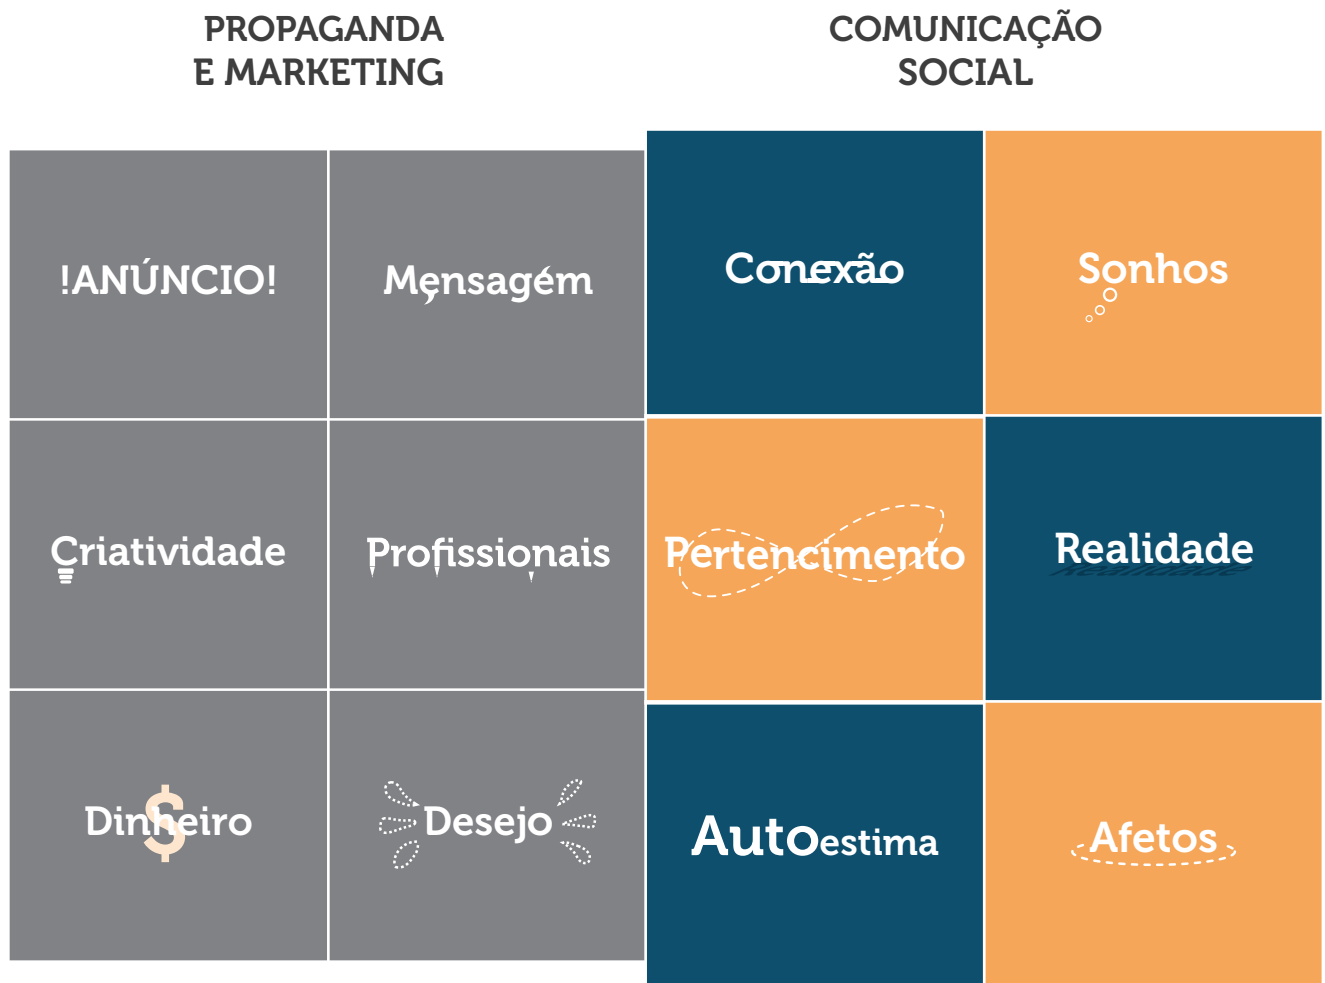 PROPAGANDA
E MARKETING
COMUNICAÇÃO
SOCIAL
!ANÚNCIO!
Mensagém
Conexão
Sonhos
Criatividade
Profissionais
Pertencimento
Realidade
Dinheiro
$
Desejo
Autoestima
Afetos